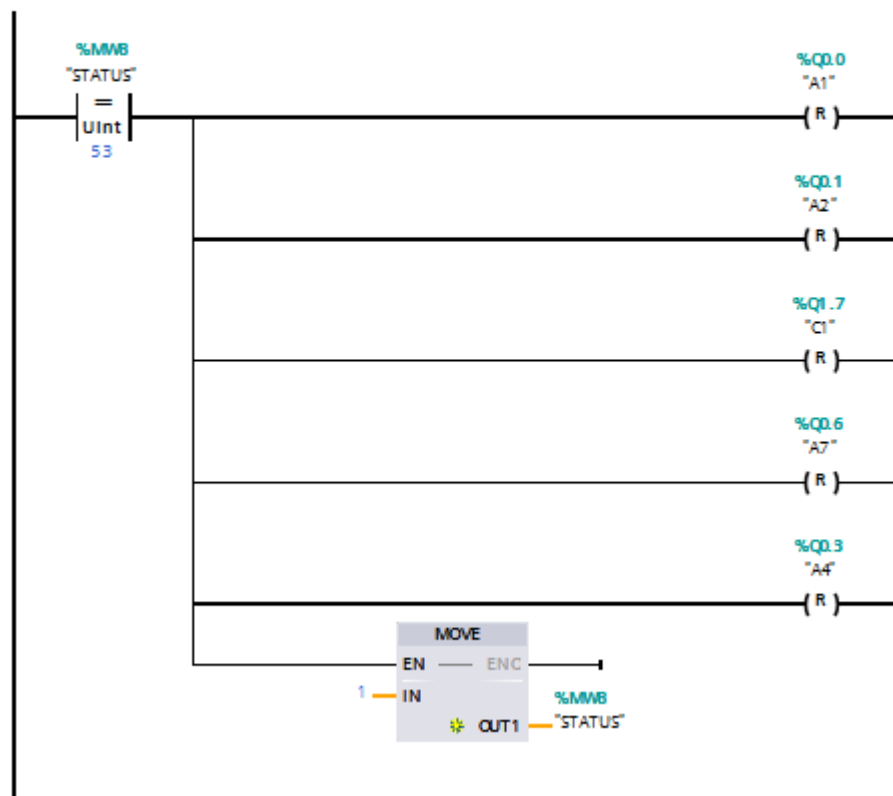 %MW8
"STATUS"
=
UInt
53
%Q0.0
"A1"
R
%Q0.1
"A2"
R
%Q1.7
"C1"
R
%Q0.6
"A7"
R
%Q0.3
"A4"
R
MOVE
EN
ENO
1
IN
%MW8
OUT1
"STATUS"